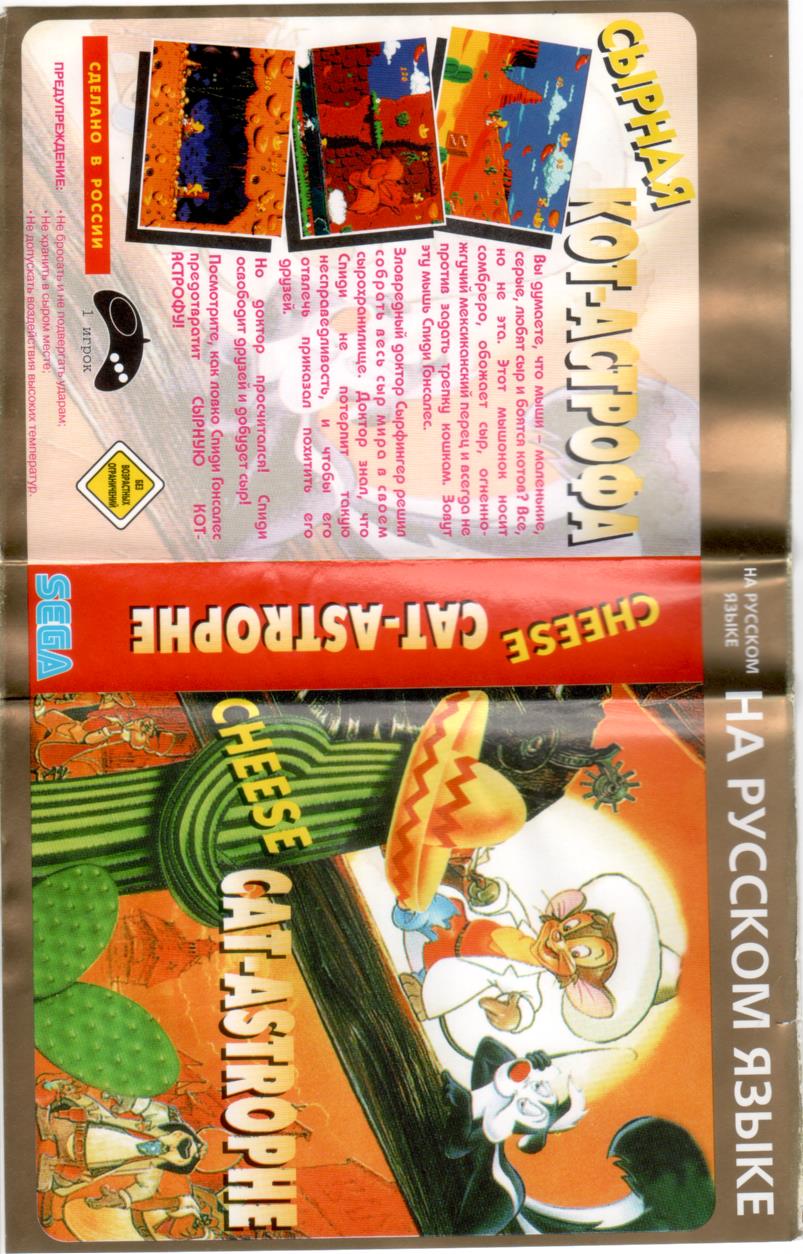 СЫРНАЯ
КОТ-АСТРОФА
Вы думаете, что мыши – маленькие,
серые, любят сыр и боятся котов? Все,
но не эта. Этот мышонок носит
сомбреро, обожает сыр, огненно-
жгучий мексиканский перец и всегда не
против задать трепку кошкам. Зовут
эту мышь Спиди Гонсалес.
Зловредный доктор Сырфингер решил
собрать весь сыр мира в своем
сырохранилище. Доктор знал, что
Спиди не потерпит такую
несправедливость, и чтобы его
отвлечь приказал похитить его
друзей.
Но доктор просчитался! Спиди
освободит друзей и добудет сыр!
Посмотрите, как ловко Спиди Гонсалес
предотвратит СЫРНУЮ КОТ-
АСТРОФУ!
СДЕЛАНО В РОССИИ
1 игрок
БЕЗ
ВОЗРАСТНЫХ
ОГРАНИЧЕНИЙ
ПРЕДУПРЕЖДЕНИЕ:
• Не бросать и не подвергать ударам;
• Не хранить в сыром месте;
• Не допускать воздействия высоких температур.
НА РУССКОМ
ЯЗЫКЕ
CHEESE CAT-ASTROPHE
SEGA
НА РУССКОМ ЯЗЫКЕ
CHEESE
CAT-ASTROPHE